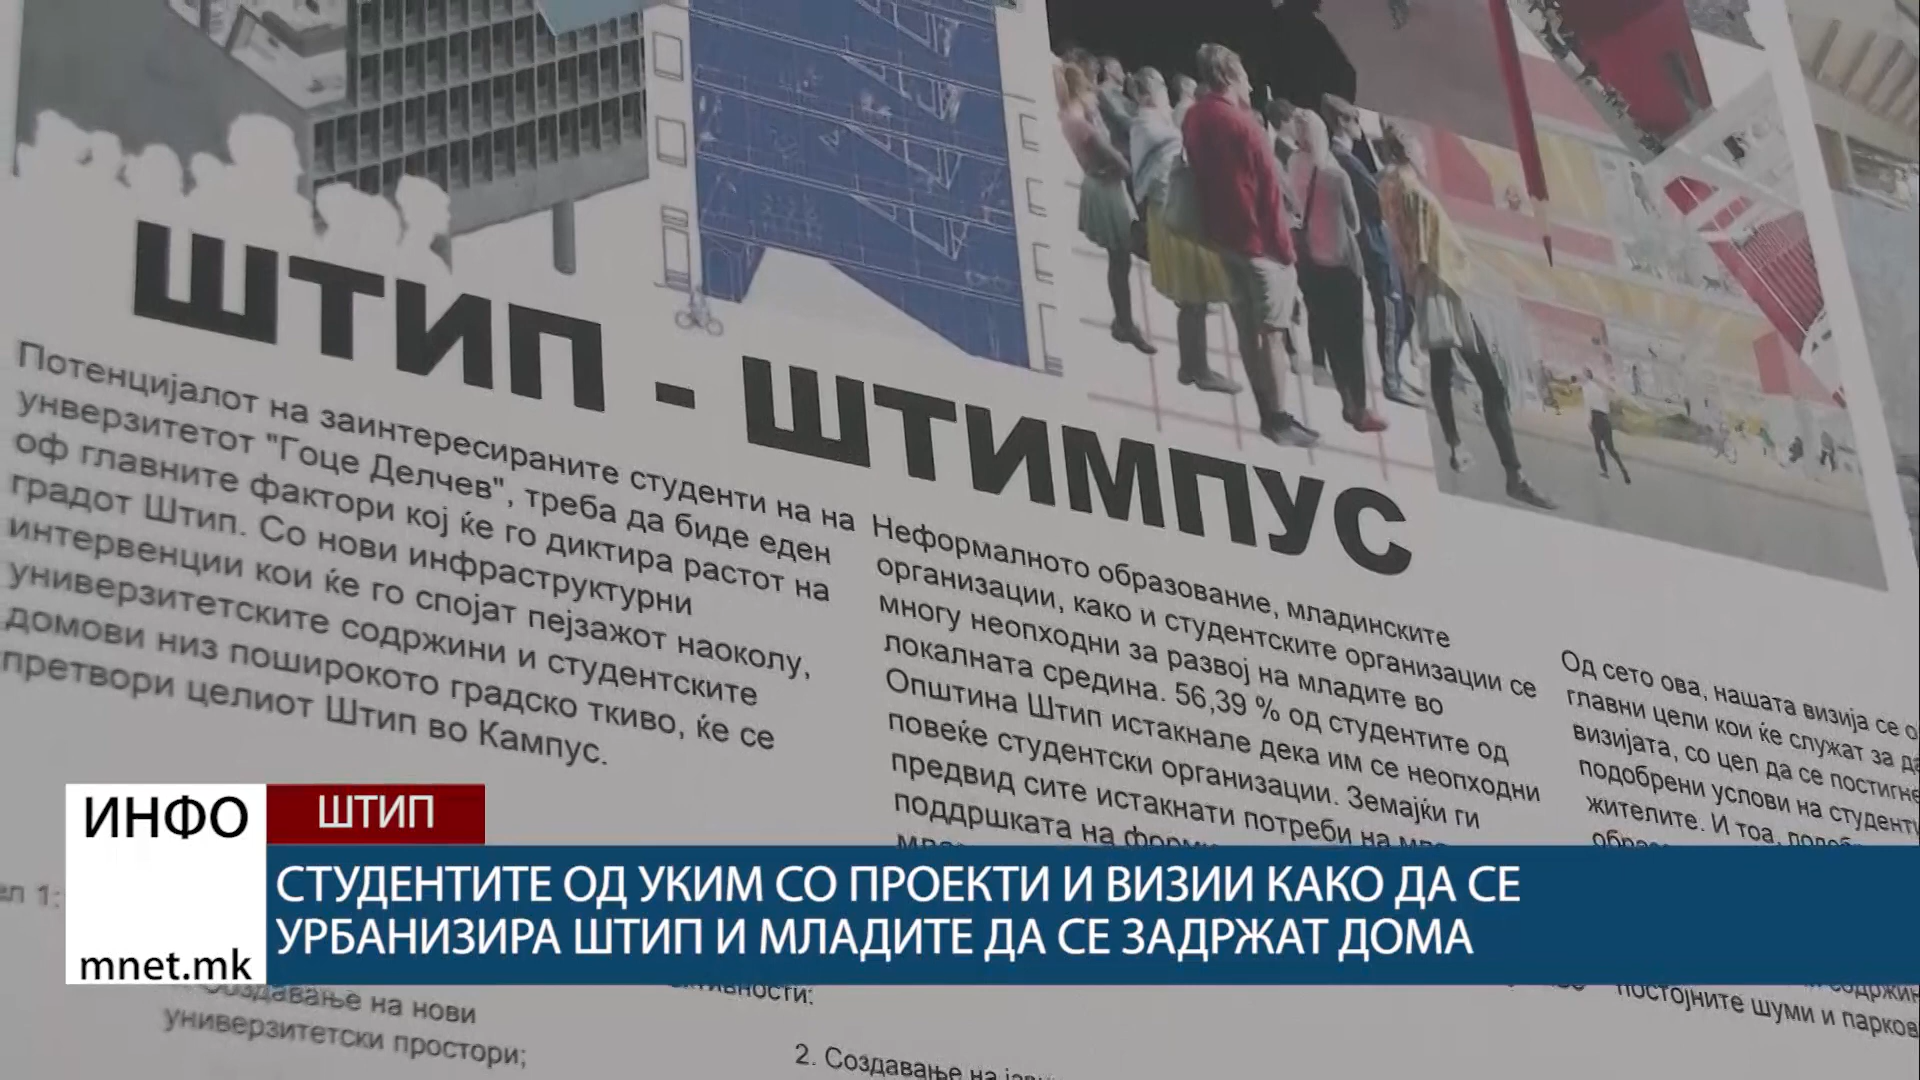 ШТИП - ШТИМПУС
Потенцијалот на заинтересираните студенти на на
унверзитетот "Гоце Делчев", треба да биде еден
оф главните фактори кој ќе го диктира растот на
градот Штип. Со нови инфраструктурни
интервенции кои ќе го спојат пејзажот наоколу,
универзитетските содржини и студентските
домови низ поширокото градско ткиво, ќе се
претвори целиот Штип во Кампус.
Неформалното образование, младинските
организации, како и студентските организации се
многу неопходни за развој на младите во
локалната средина. 56,39 % од студентите од
Општина Штип истакнале дека им се неопходни
повеќе студентски организации. Земајќи ги
предвид сите истакнати потреби на
поддршката на
Од сето ова, нашата визија се
главни цели кои ќе служат за
визијата, со цел да се постигне
подобрени услови на
жителите. И тоа,
ИНФО
ШТИП
СТУДЕНТИТЕ ОД УКИМ СО ПРОЕКТИ И ВИЗИИ КАКО ДА СЕ
УРБАНИЗИРА ШТИП И МЛАДИТЕ ДА СЕ ЗАДРЖАТ ДОМА
mnet.mk
1:
Создавање на нови
универзитетски простори;
2. Создавање на
постојните шуми и